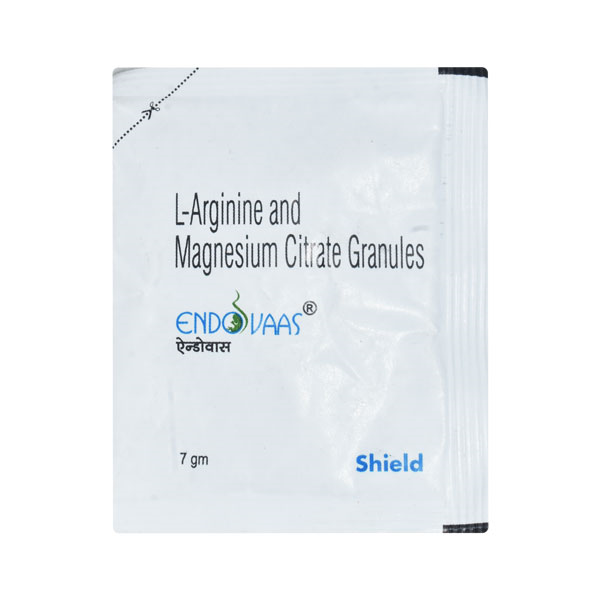 L-Arginine and
Magnesium Citrate Granules
ENDOVAAS®
ऐन्डोवास
7 gm
Shield